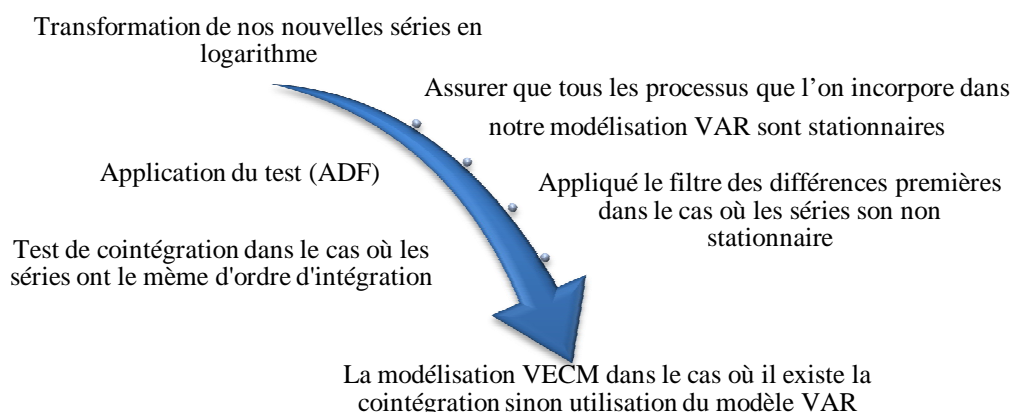 Transformation de nos nouvelles séries en
logarithme
Assurer que tous les processus que l’on incorpore dans
notre modélisation VAR sont stationnaires
Application du test (ADF)
Appliqué le filtre des différences premières
dans le cas où les séries son non
stationnaire
Test de cointégration dans le cas où les
séries ont le mème d'ordre d'intégration
La modélisation VECM dans le cas où il existe la
cointégration sinon utilisation du modèle VAR